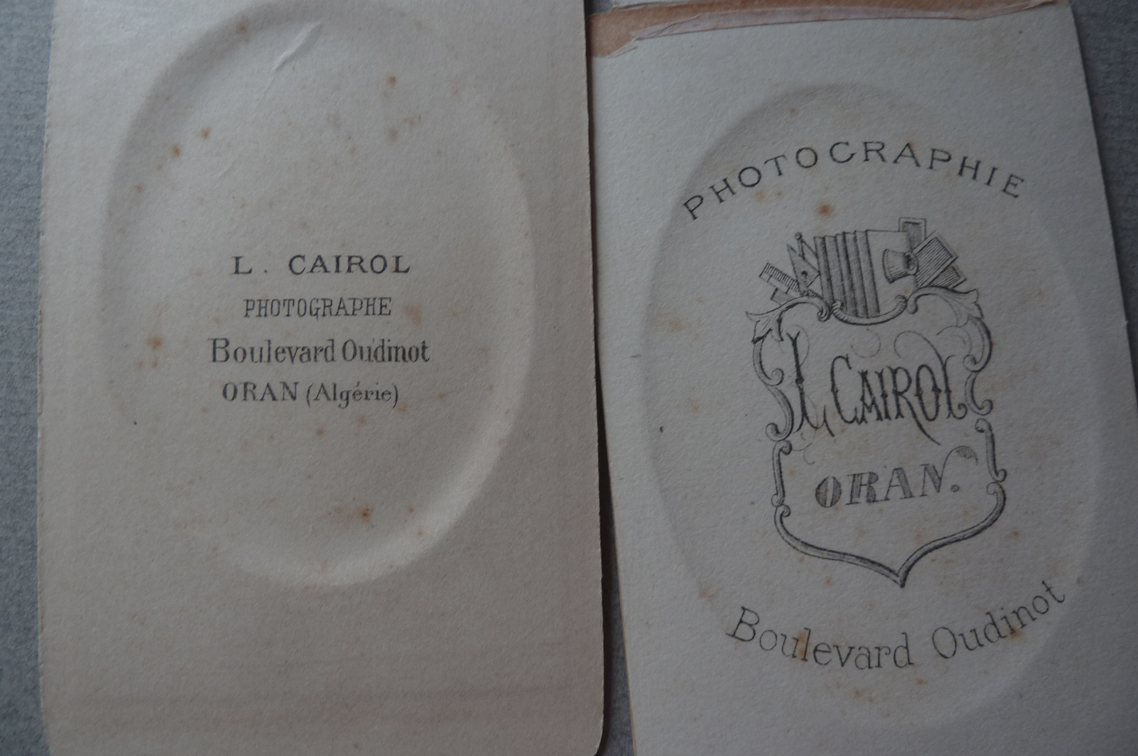 L. CAIROL
PHOTOGRAPHE
Boulevard Oudinot
ORAN (Algérie)
PHOTOGRAPHIE
L. CAIROL
ORAN.
Boulevard Oudinot